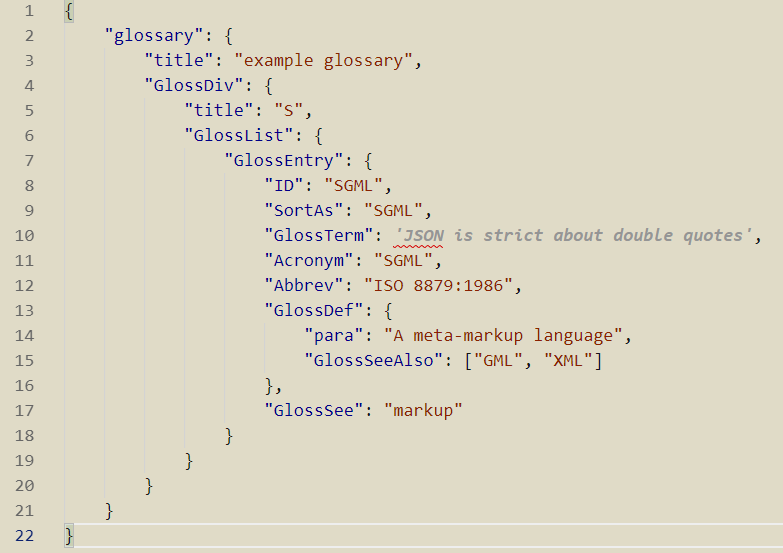 1 {
2     "glossary": {
3         "title": "example glossary",
4         "GlossDiv": {
5             "title": "S",
6             "GlossList": {
7                 "GlossEntry": {
8                     "ID": "SGML",
9                     "SortAs": "SGML",
10                     "GlossTerm": 'JSON is strict about double quotes',
11                     "Acronym": "SGML",
12                     "Abbrev": "ISO 8879:1986",
13                     "GlossDef": {
14                         "para": "A meta-markup language",
15                         "GlossSeeAlso": ["GML", "XML"]
16                     },
17                     "GlossSee": "markup"
18                 }
19             }
20         }
21     }
22 }